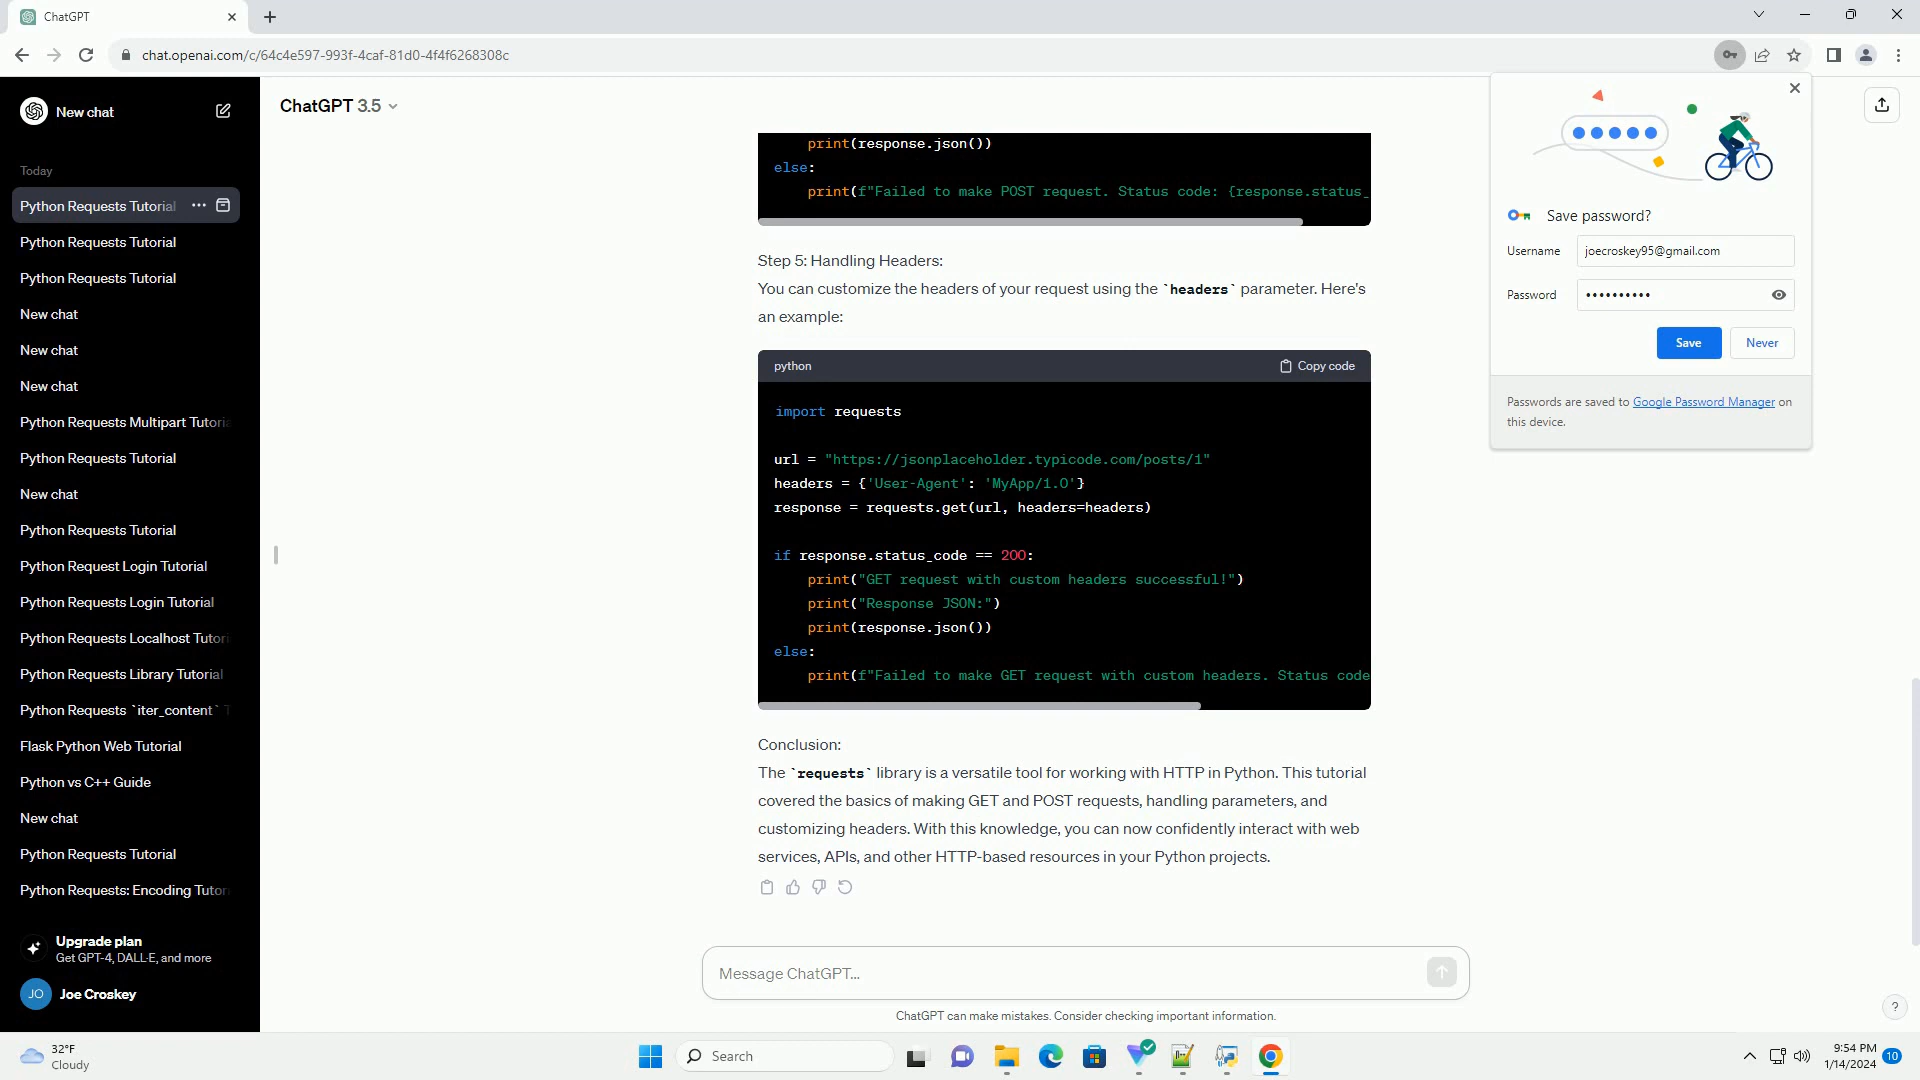 ChatGPT
chat.openai.com/c/64c4e597-993f-4caf-81d0-4f4f6268308c
New chat
Today
Python Requests Tutorial
Python Requests Tutorial
Python Requests Tutorial
New chat
New chat
New chat
Python Requests Multipart Tutoria
Python Requests Tutorial
New chat
Python Requests Tutorial
Python Request Login Tutorial
Python Requests Login Tutorial
Python Requests Localhost Tutori
Python Requests Library Tutorial
Python Requests `iter_content` T
Flask Python Web Tutorial
Python vs C++ Guide
New chat
Python Requests Tutorial
Python Requests: Encoding Tutor
Upgrade plan
Get GPT-4, DALL·E, and more
JO Joe Croskey
ChatGPT 3.5
print(response.json())
else:
print(f"Failed to make POST request. Status code: {response.status_
Step 5: Handling Headers:
You can customize the headers of your request using the `headers` parameter. Here's
an example:
python Copy code
import requests
url = "https://jsonplaceholder.typicode.com/posts/1"
headers = {'User-Agent': 'MyApp/1.0'}
response = requests.get(url, headers=headers)
if response.status_code == 200:
print("GET request with custom headers successful!")
print("Response JSON:")
print(response.json())
else:
print(f"Failed to make GET request with custom headers. Status code
Conclusion:
The `requests` library is a versatile tool for working with HTTP in Python. This tutorial
covered the basics of making GET and POST requests, handling parameters, and
customizing headers. With this knowledge, you can now confidently interact with web
services, APIs, and other HTTP-based resources in your Python projects.
Message ChatGPT...
ChatGPT can make mistakes. Consider checking important information.
?
Save password?
Username joecroskey95@gmail.com
Password ••••••••••
Save Never
Passwords are saved to Google Password Manager on
this device.
32°F
Cloudy
Search
9:54 PM
1/14/2024
10